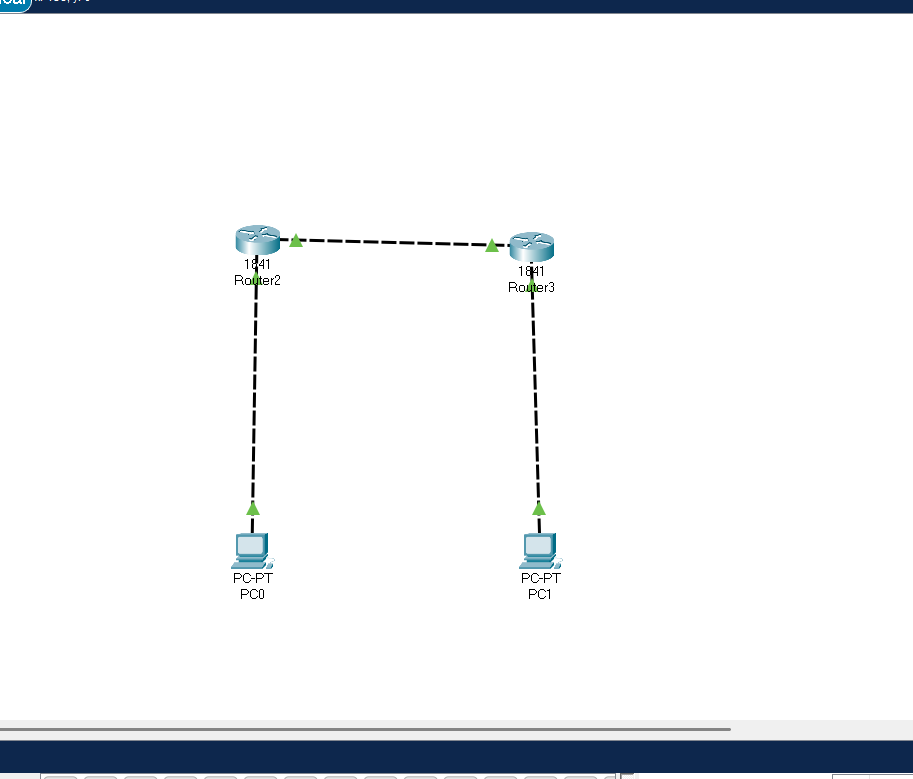 1841
Router2
1841
Router3
PC-PT
PC0
PC-PT
PC1